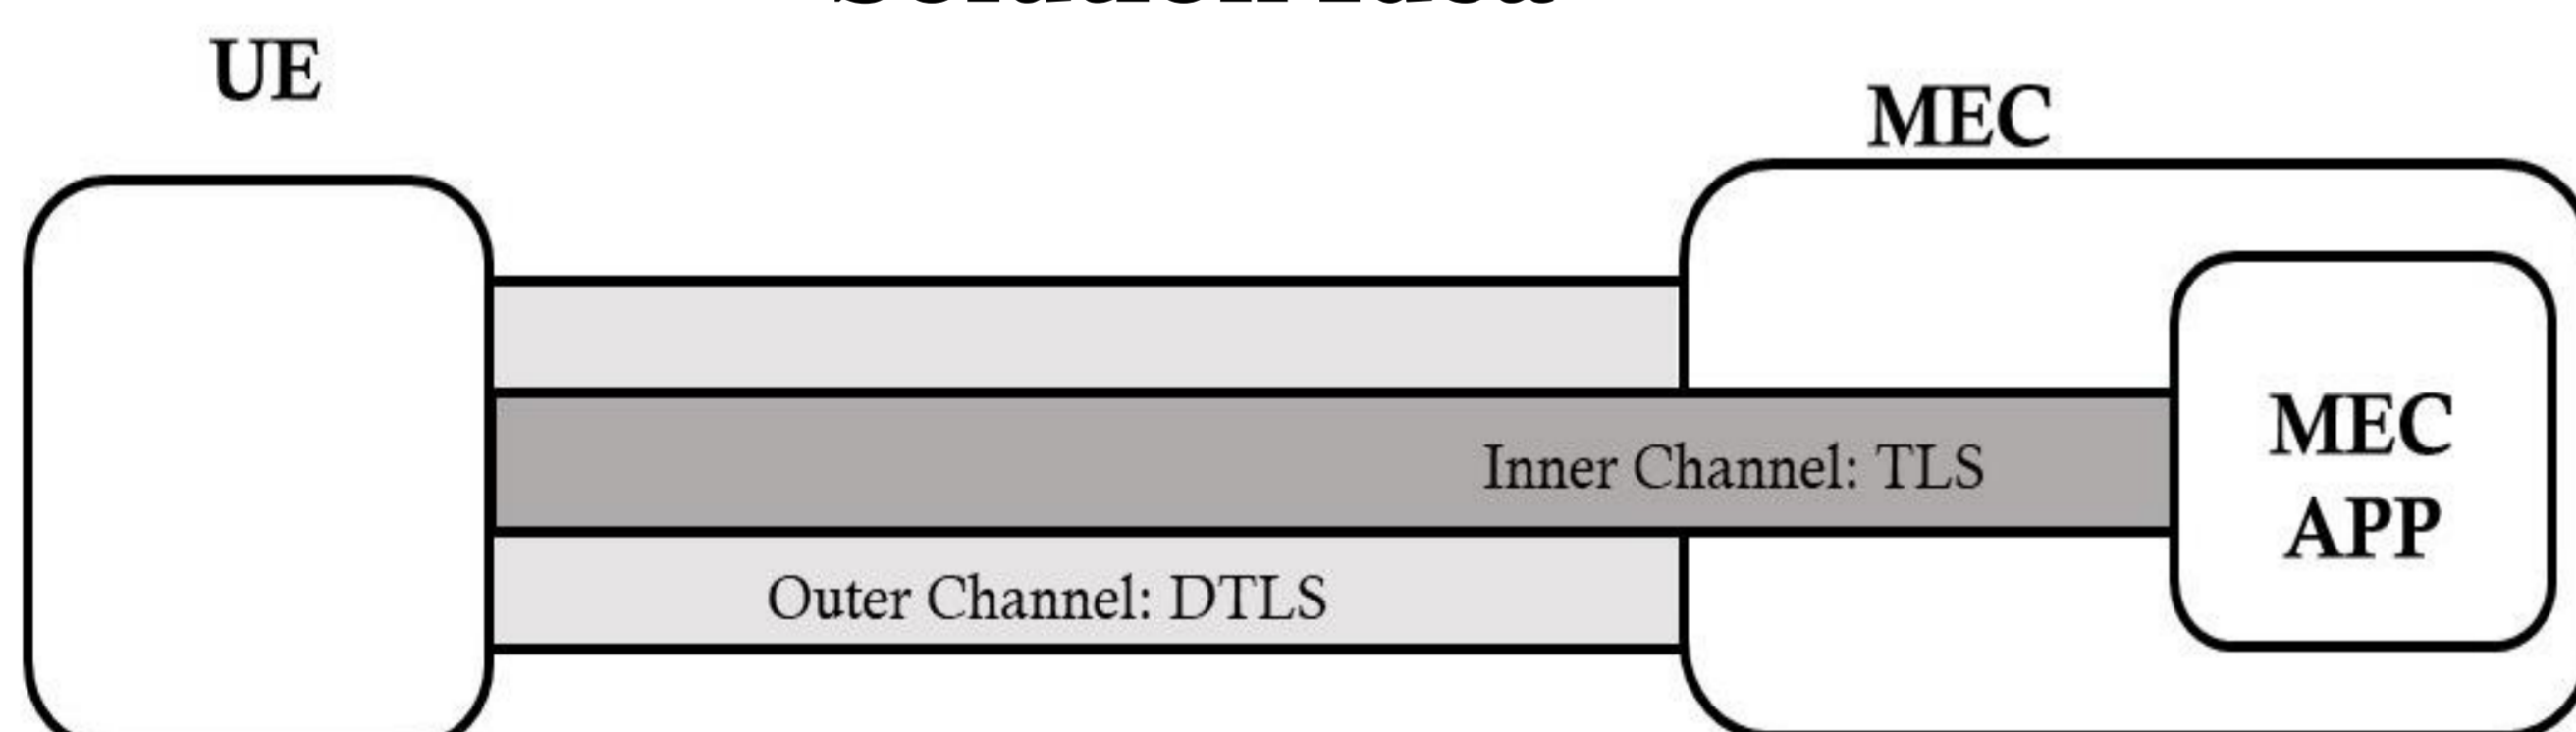 UE
MEC
Inner Channel: TLS
MEC
APP
Outer Channel: DTLS